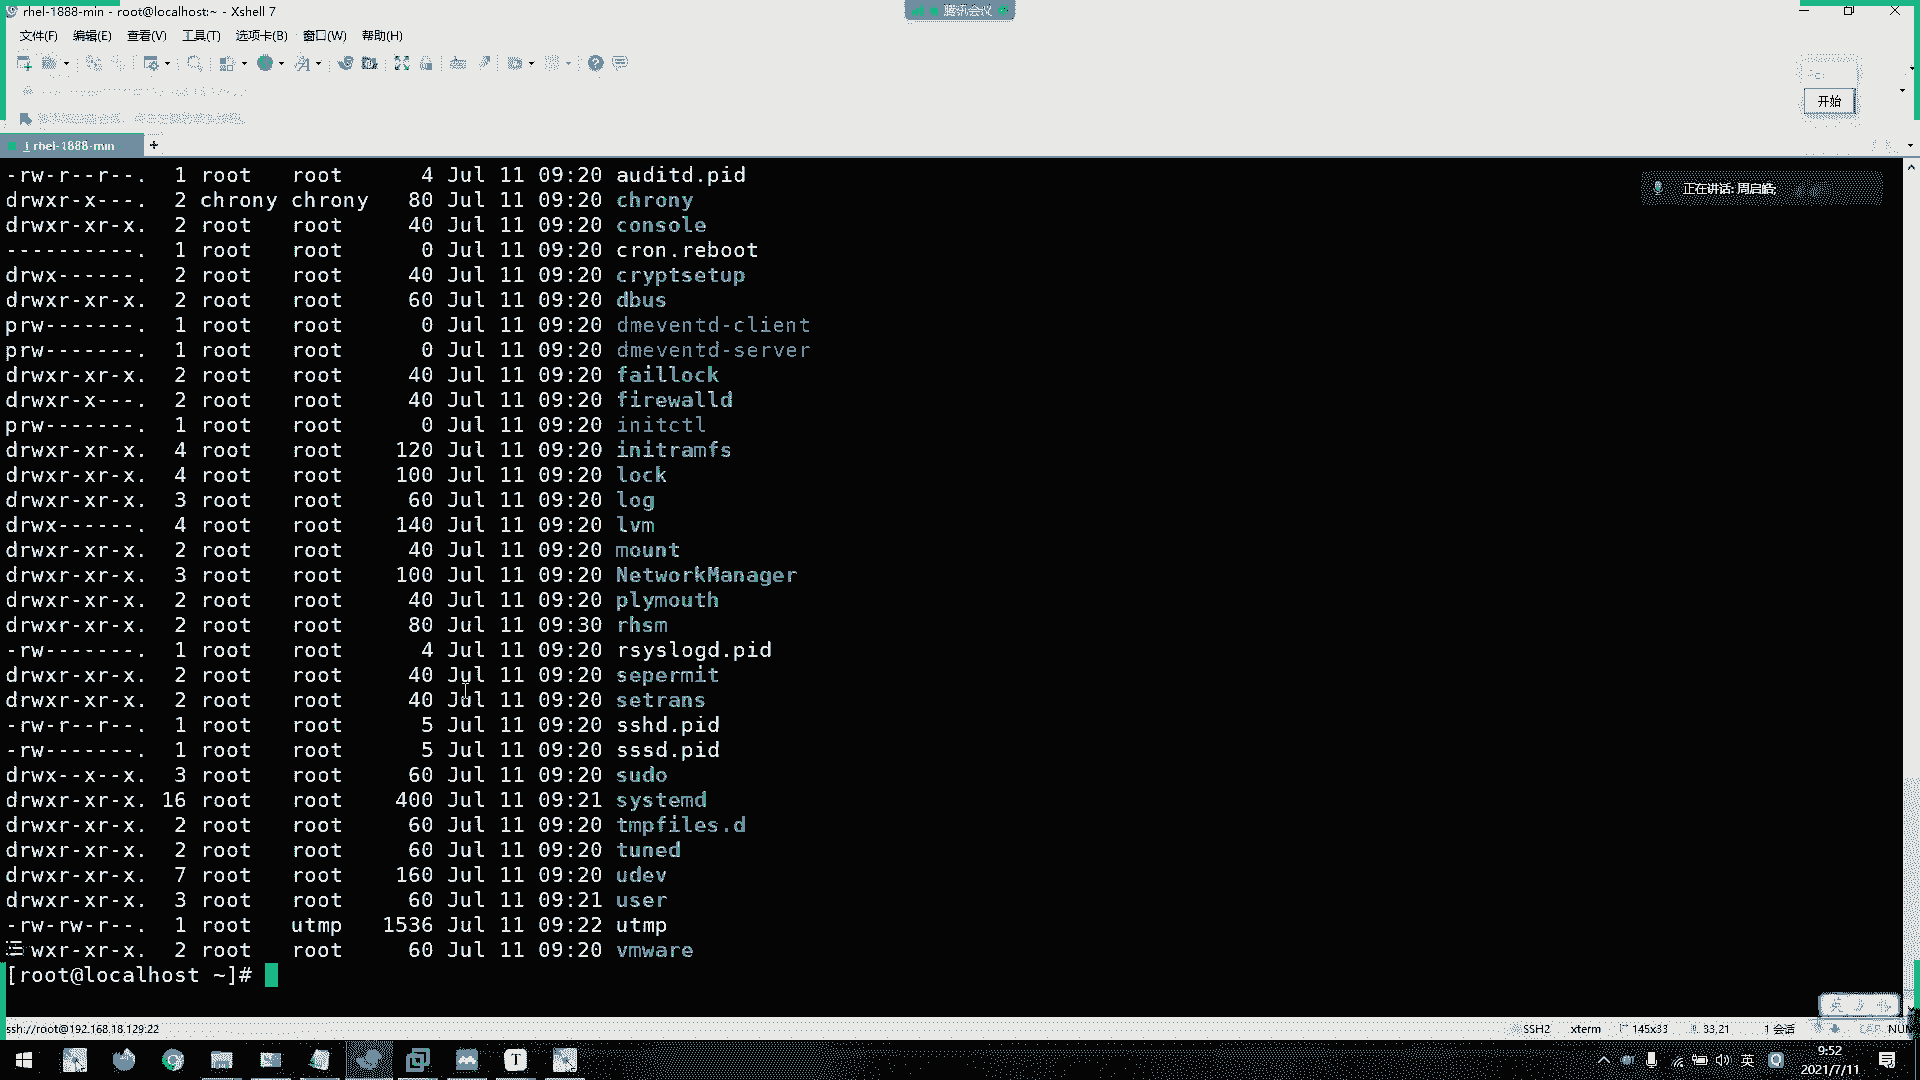 rhel-1888-min - root@localhost:~ - Xshell 7
腾讯会议
文件(F) 编辑(E) 查看(V) 工具(T) 选项卡(B) 窗口(W) 帮助(H)
开始
1 rhel-1888-min +
正在讲话: 周启皓;
-rw-r--r--. 1 root root 4 Jul 11 09:20 auditd.pid
drwxr-x---. 2 chrony chrony 80 Jul 11 09:20 chrony
drwxr-xr-x. 2 root root 40 Jul 11 09:20 console
----------. 1 root root 0 Jul 11 09:20 cron.reboot
drwx------. 2 root root 40 Jul 11 09:20 cryptsetup
drwxr-xr-x. 2 root root 60 Jul 11 09:20 dbus
prw-------. 1 root root 0 Jul 11 09:20 dmeventd-client
prw-------. 1 root root 0 Jul 11 09:20 dmeventd-server
drwxr-xr-x. 2 root root 40 Jul 11 09:20 faillock
drwxr-x---. 2 root root 40 Jul 11 09:20 firewalld
prw-------. 1 root root 0 Jul 11 09:20 initctl
drwxr-xr-x. 4 root root 120 Jul 11 09:20 initramfs
drwxr-xr-x. 4 root root 100 Jul 11 09:20 lock
drwxr-xr-x. 3 root root 60 Jul 11 09:20 log
drwx------. 4 root root 140 Jul 11 09:20 lvm
drwxr-xr-x. 2 root root 40 Jul 11 09:20 mount
drwxr-xr-x. 3 root root 100 Jul 11 09:20 NetworkManager
drwxr-xr-x. 2 root root 40 Jul 11 09:20 plymouth
drwxr-xr-x. 2 root root 80 Jul 11 09:30 rhsm
-rw-------. 1 root root 4 Jul 11 09:20 rsyslogd.pid
drwxr-xr-x. 2 root root 40 Jul 11 09:20 sepermit
drwxr-xr-x. 2 root root 40 Jul 11 09:20 setrans
-rw-r--r--. 1 root root 5 Jul 11 09:20 sshd.pid
-rw-------. 1 root root 5 Jul 11 09:20 sssd.pid
drwx--x--x. 3 root root 60 Jul 11 09:20 sudo
drwxr-xr-x. 16 root root 400 Jul 11 09:21 systemd
drwxr-xr-x. 2 root root 60 Jul 11 09:20 tmpfiles.d
drwxr-xr-x. 2 root root 60 Jul 11 09:20 tuned
drwxr-xr-x. 7 root root 160 Jul 11 09:20 udev
drwxr-xr-x. 3 root root 60 Jul 11 09:21 user
-rw-rw-r--. 1 root utmp 1536 Jul 11 09:22 utmp
wxr-xr-x. 2 root root 60 Jul 11 09:20 vmware
[root@localhost ~]#
英
ssh://root@192.168.18.129:22 SSH2 xterm 145x33 33,21 1 会话 CAP NUM
T 英 9:52
2021/7/11